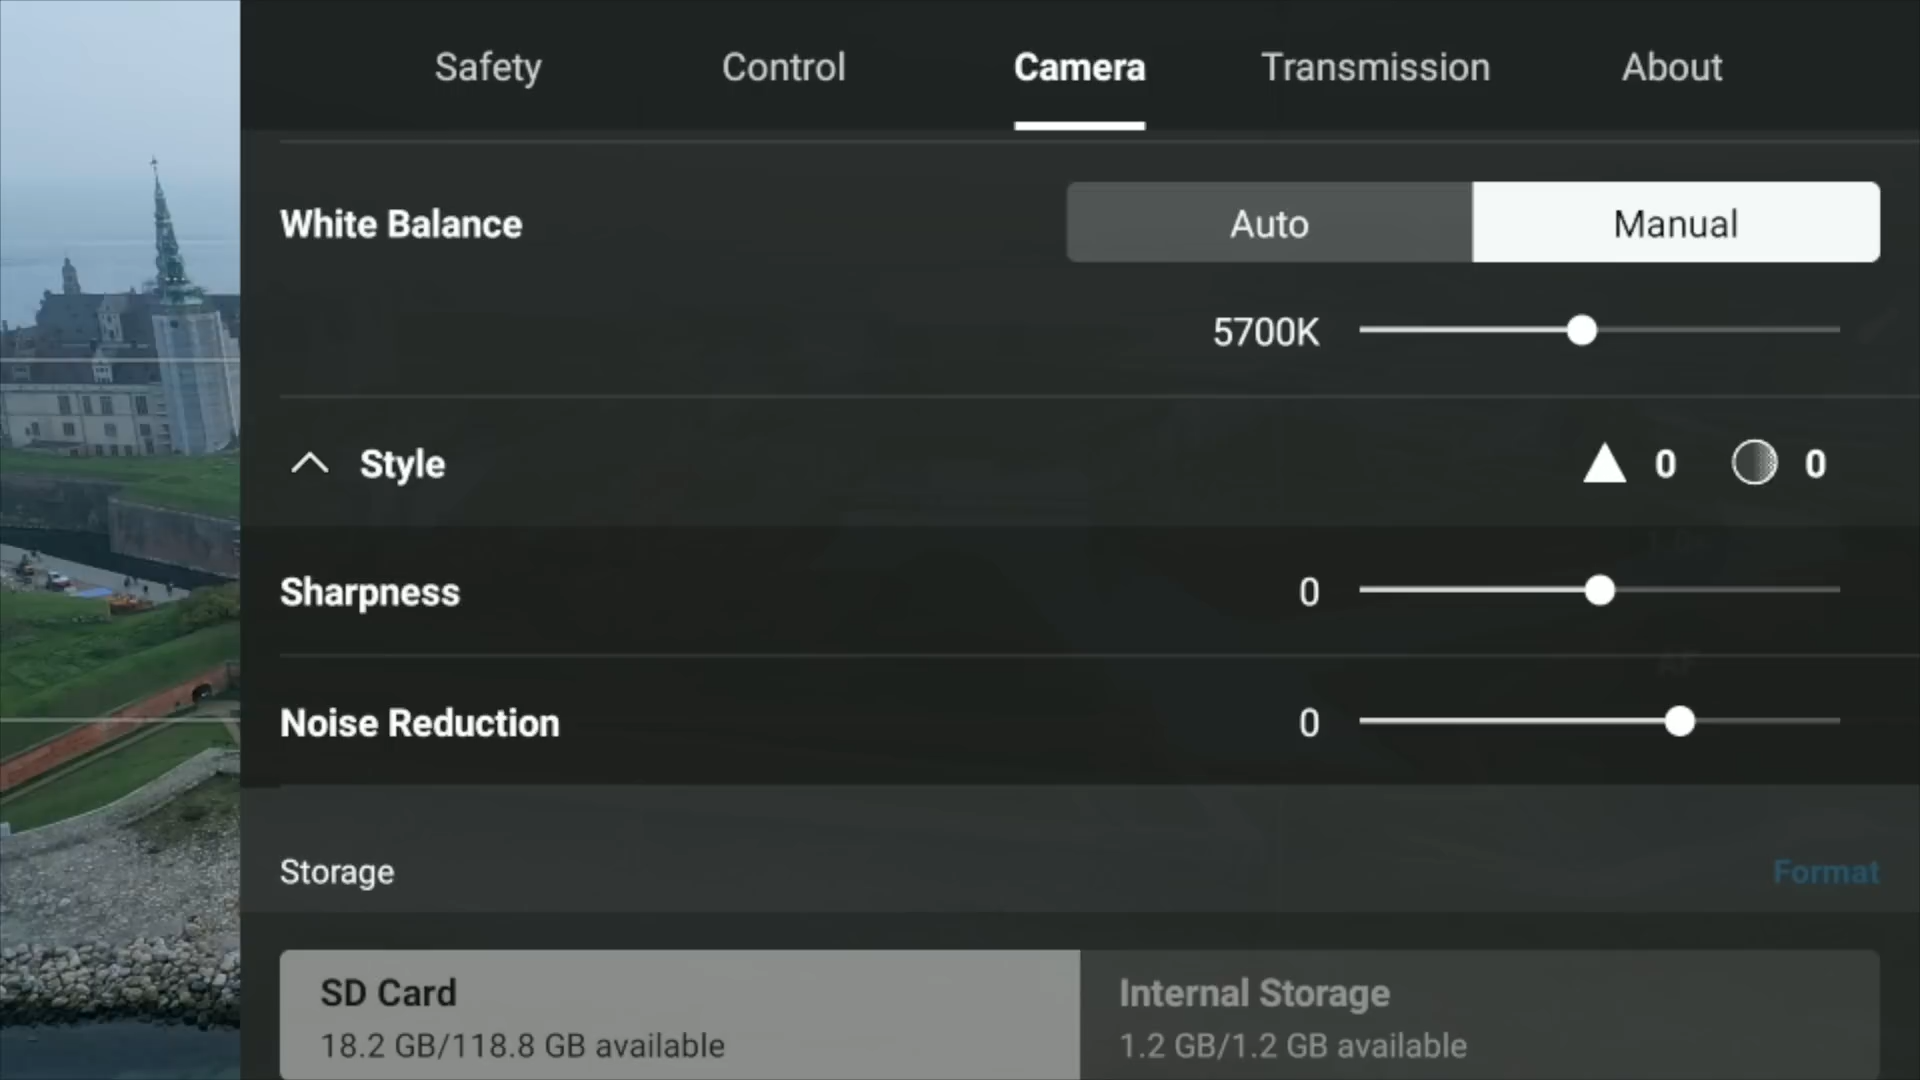 Safety Control Camera Transmission About
White Balance Auto Manual
5700K
Style 0 0
Sharpness 0
Noise Reduction 0
Storage Format
SD Card Internal Storage
18.2 GB/118.8 GB available 1.2 GB/1.2 GB available